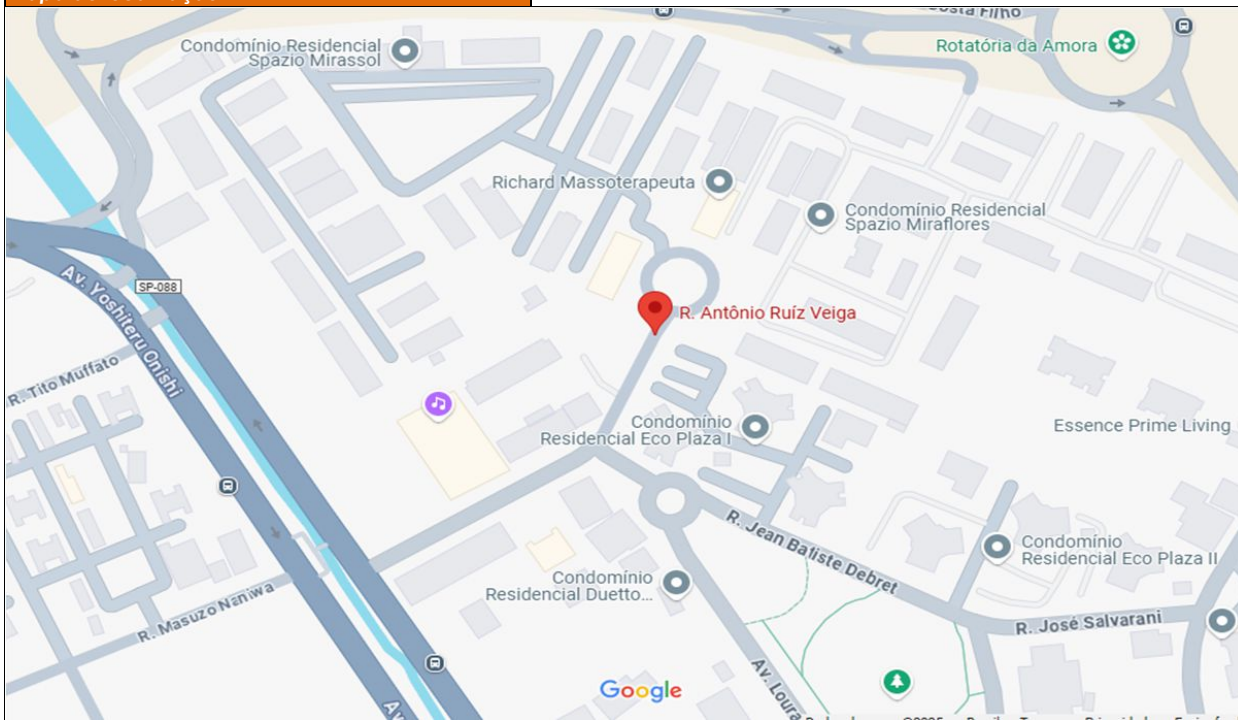 Costa Filho
Condomínio Residencial
Spazio Mirassol
Rotatória da Amora
Richard Massoterapeuta
Condomínio Residencial
Spazio Miraflores
SP-088
Av. Yoshiteru Onishi
R. Antônio Ruíz Veiga
R. Tito Muffato
Condomínio
Residencial Eco Plaza I
Essence Prime Living
R. Jean Batiste Debret
Condomínio
Residencial Eco Plaza II
Condomínio
Residencial Duetto...
R. Masuzo Naniwa
R. José Salvarani
Av. Loura
Google
Av